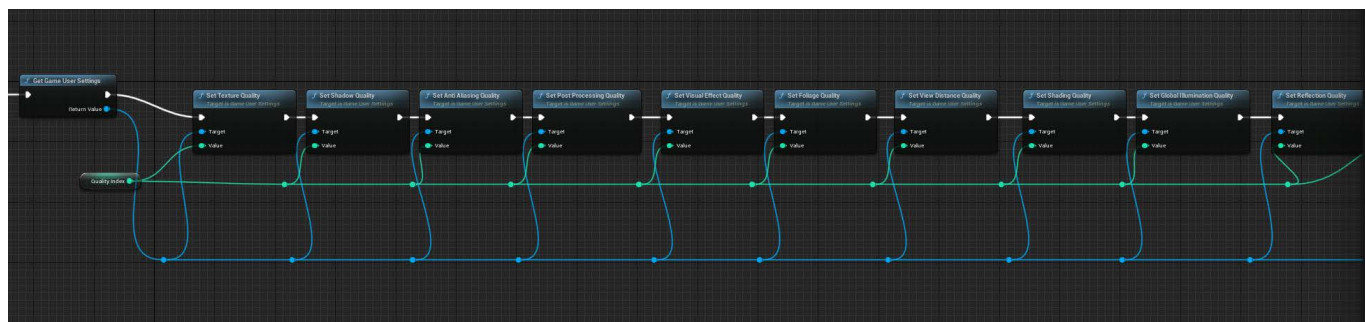 Get Game User Settings
Return Value
Quality Index
Set Texture Quality
Target is Game User Settings
Target
Value
Set Shadow Quality
Target is Game User Settings
Target
Value
Set Anti Aliasing Quality
Target is Game User Settings
Target
Value
Set Post Processing Quality
Target is Game User Settings
Target
Value
Set Visual Effect Quality
Target is Game User Settings
Target
Value
Set Foliage Quality
Target is Game User Settings
Target
Value
Set View Distance Quality
Target is Game User Settings
Target
Value
Set Shading Quality
Target is Game User Settings
Target
Value
Set Global Illumination Quality
Target is Game User Settings
Target
Value
Set Reflection Quality
Target is Game User Settings
Target
Value